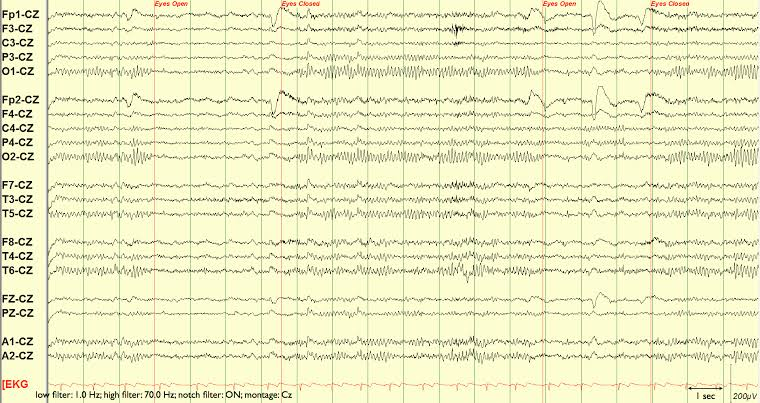 Eyes Open Eyes Closed Eyes Open Eyes Closed
Fp1-CZ
F3-CZ
C3-CZ
P3-CZ
O1-CZ
Fp2-CZ
F4-CZ
C4-CZ
P4-CZ
O2-CZ
F7-CZ
T3-CZ
T5-CZ
F8-CZ
T4-CZ
T6-CZ
FZ-CZ
PZ-CZ
A1-CZ
A2-CZ
[EKG
low filter: 1.0 Hz; high filter: 70.0 Hz; notch filter: ON; montage: Cz 1 sec 200µV